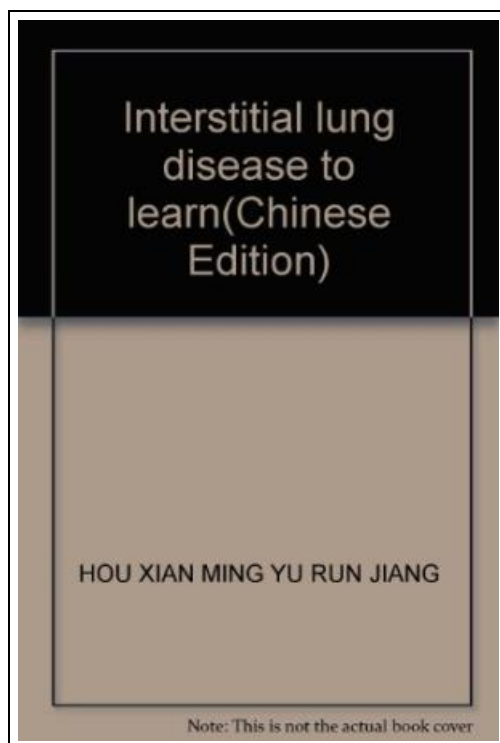 Interstitial lung
disease to
learn(Chinese
Edition)
HOU XIAN MING YU RUN JIANG
Note: This is not the actual book cover